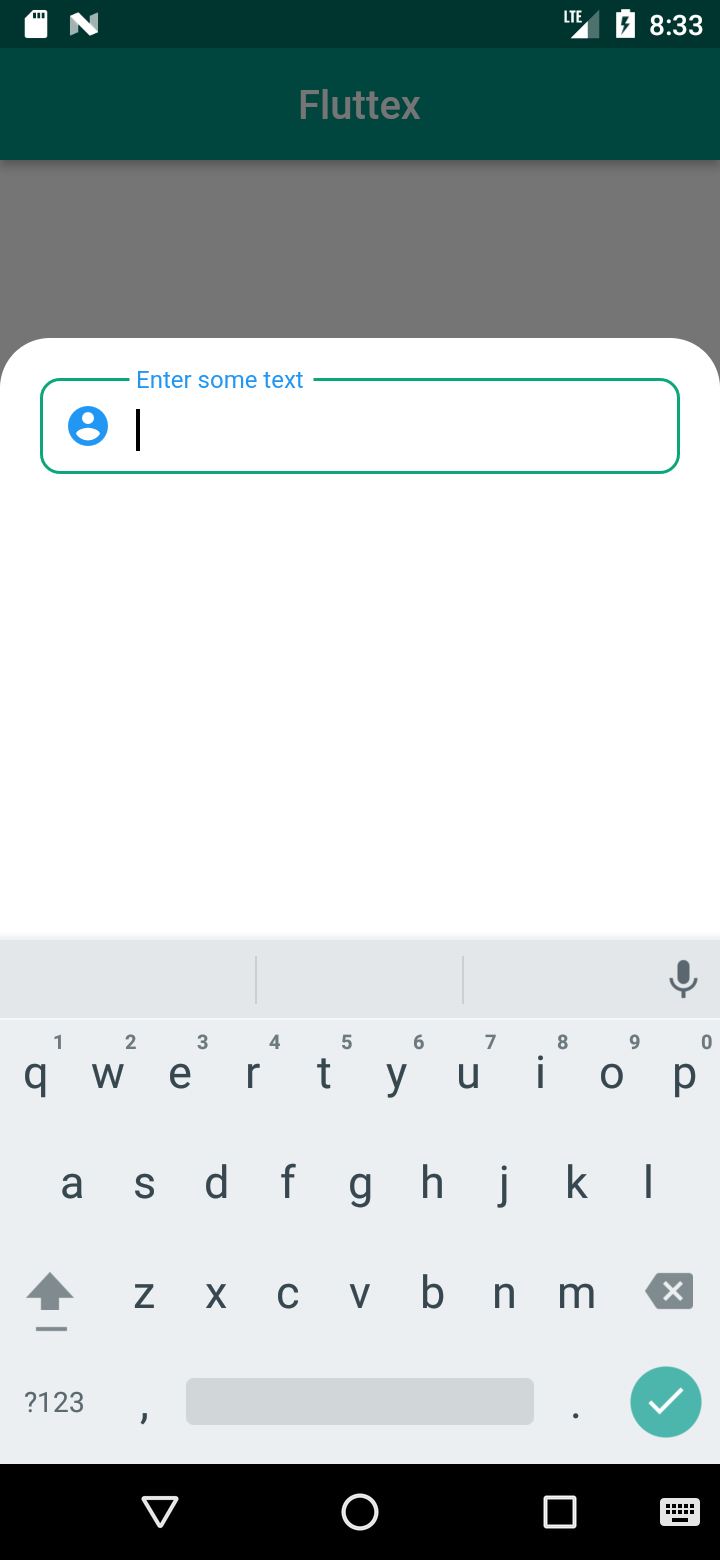 LTE 8:33
Fluttex
Enter some text
1 2 3 4 5 6 7 8 9 0
q w e r t y u i o p
a s d f g h j k l
z x c v b n m
?123 , .